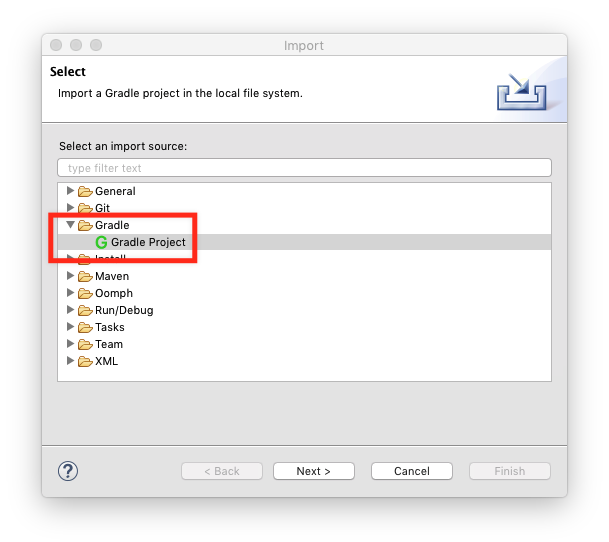 Import
Select
Import a Gradle project in the local file system.
Select an import source:
type filter text
General
Git
Gradle
G Gradle Project
Install
Maven
Oomph
Run/Debug
Tasks
Team
XML
? < Back Next > Cancel Finish